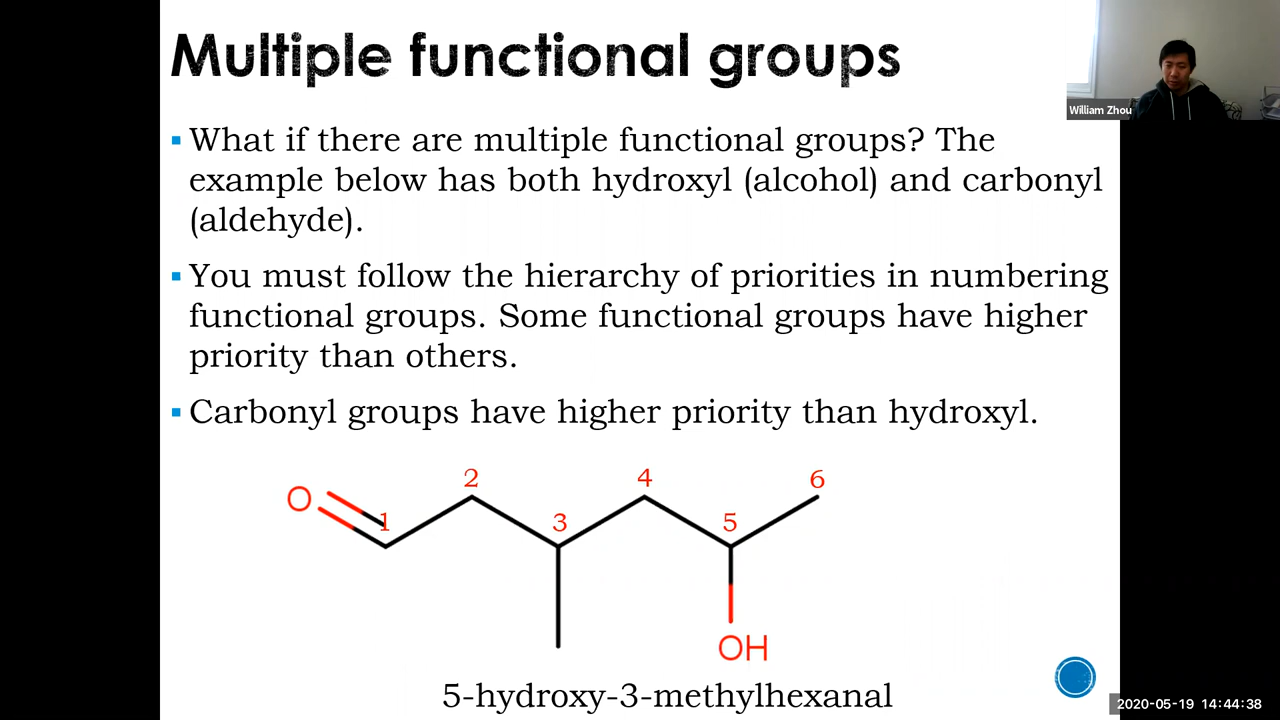 Multiple functional groups
William Zhou
▪ What if there are multiple functional groups? The
example below has both hydroxyl (alcohol) and carbonyl
(aldehyde).
▪ You must follow the hierarchy of priorities in numbering
functional groups. Some functional groups have higher
priority than others.
▪ Carbonyl groups have higher priority than hydroxyl.
2 4 6
O 1 3 5
OH
5-hydroxy-3-methylhexanal
2020-05-19 14:44:38